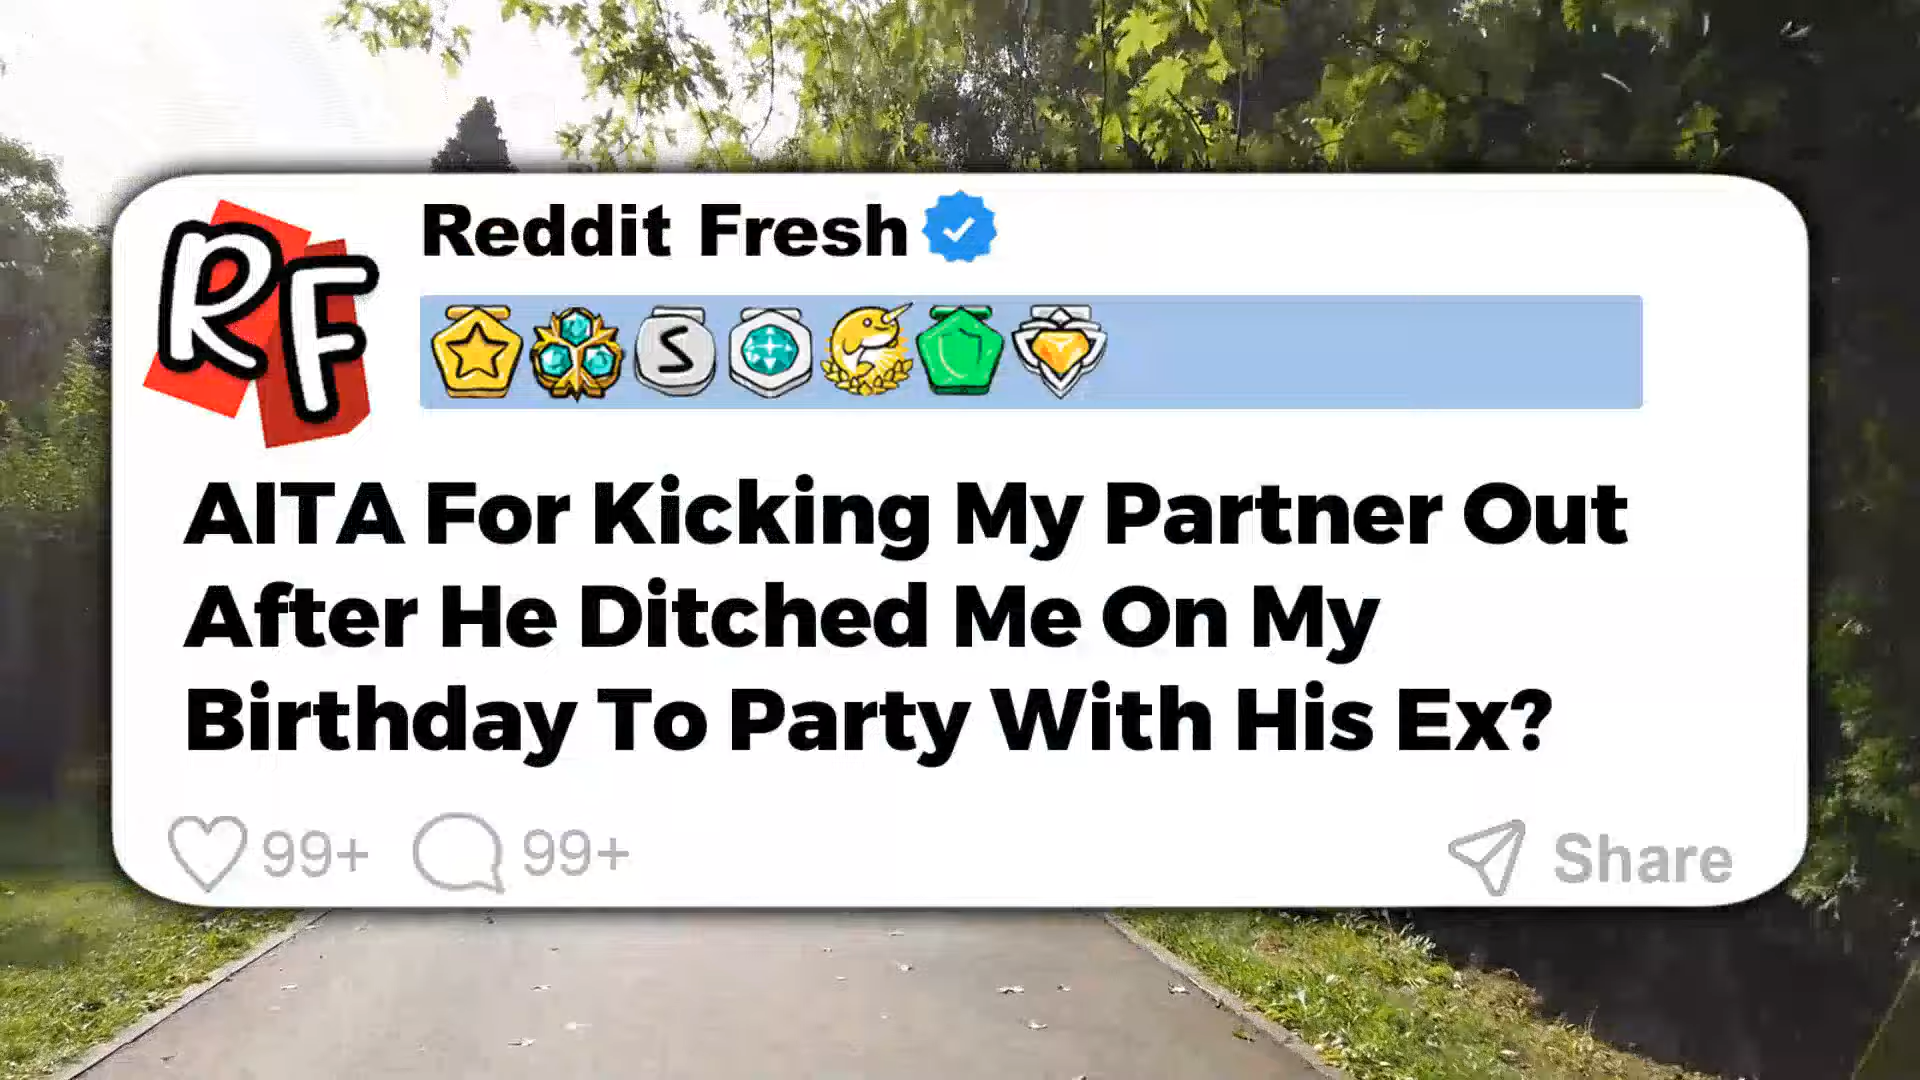 RF
Reddit Fresh
S
AITA For Kicking My Partner Out
After He Ditched Me On My
Birthday To Party With His Ex?
99+ 99+ Share